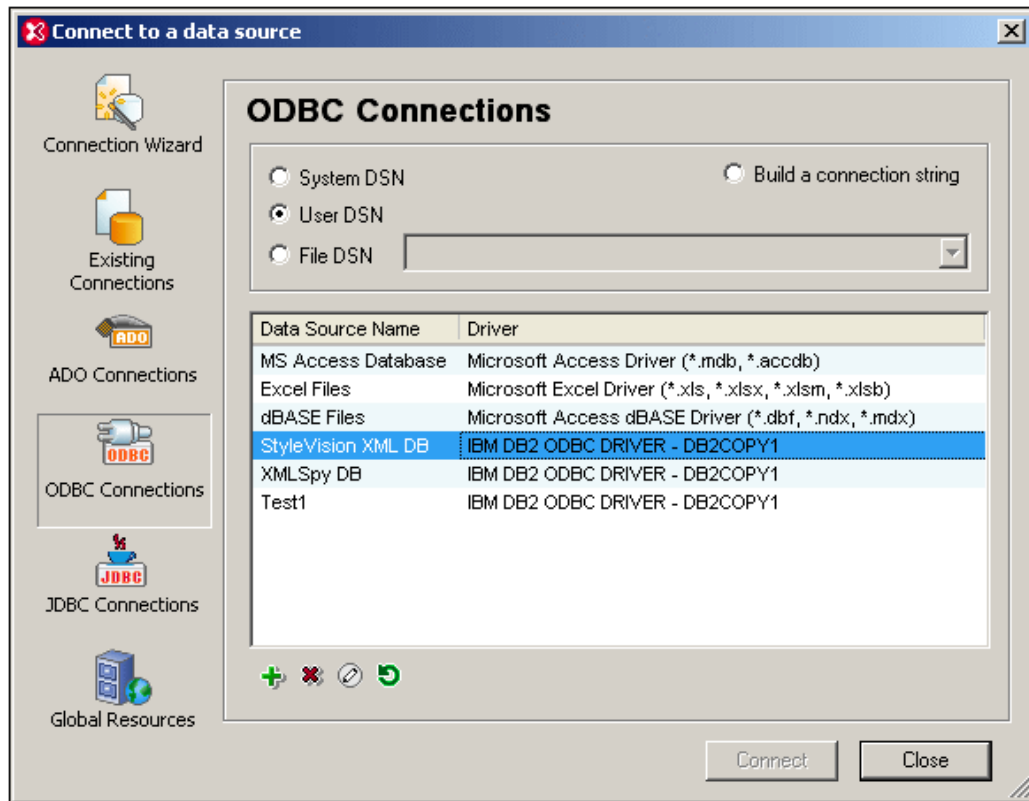 Connect to a data source
Connection Wizard
Existing
Connections
ADO
ADO Connections
ODBC
ODBC Connections
JDBC
JDBC Connections
Global Resources
ODBC Connections
System DSN
Build a connection string
User DSN
File DSN
Data Source Name Driver
MS Access Database Microsoft Access Driver (*.mdb, *.accdb)
Excel Files Microsoft Excel Driver (*.xls, *.xlsx, *.xlsm, *.xlsb)
dBASE Files Microsoft Access dBASE Driver (*.dbf, *.ndx, *.mdx)
StyleVision XML DB IBM DB2 ODBC DRIVER - DB2COPY1
XMLSpy DB IBM DB2 ODBC DRIVER - DB2COPY1
Test1 IBM DB2 ODBC DRIVER - DB2COPY1
Connect Close